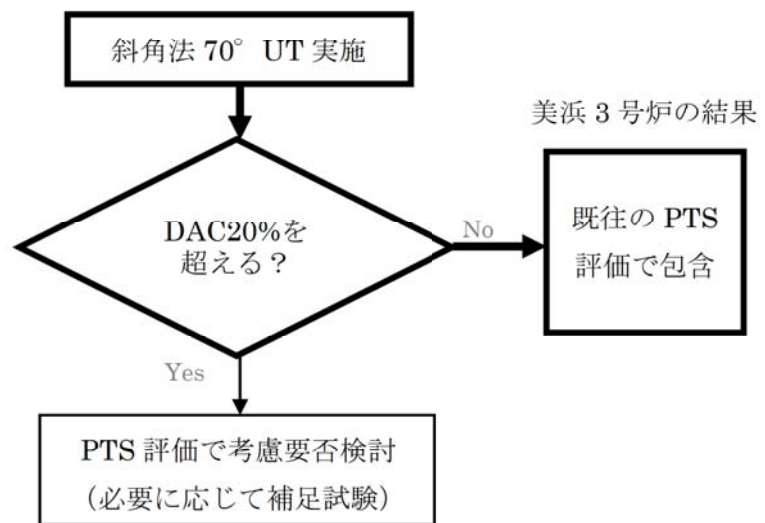 斜角法 70° UT 実施
美浜 3 号炉の結果
DAC20%を
超える？
No
既往の PTS
評価で包含
Yes
PTS 評価で考慮要否検討
（必要に応じて補足試験）